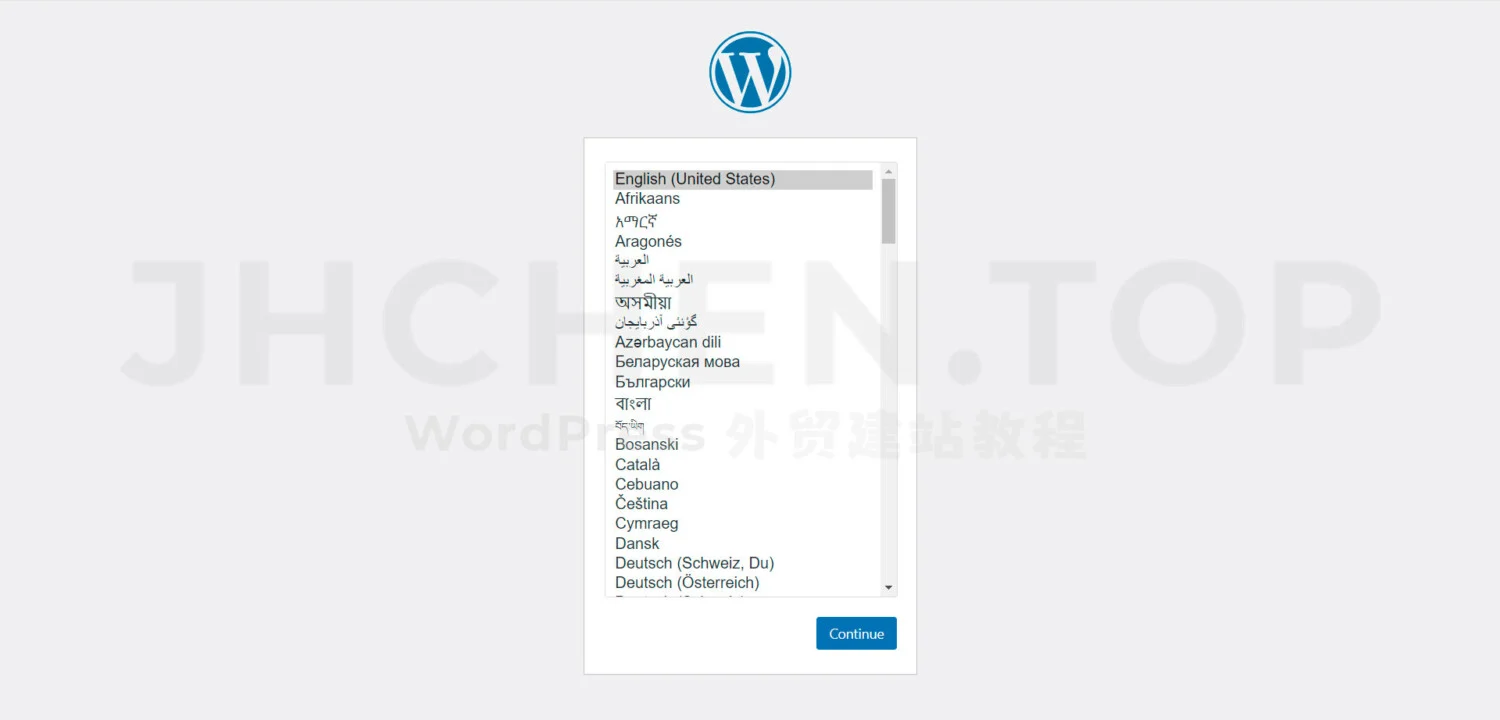 English (United States)
Afrikaans
አማርኛ
Aragonés
العربية
العربية المغربية
অসমীয়া
گؤنئی آذربایجان
Azərbaycan dili
Беларуская мова
Български
বাংলা
བོད་ཡིག
Bosanski
Català
Cebuano
Čeština
Cymraeg
Dansk
Deutsch (Schweiz, Du)
Deutsch (Österreich)
Continue
JHCHEN.TOP
WordPress 外贸建站教程